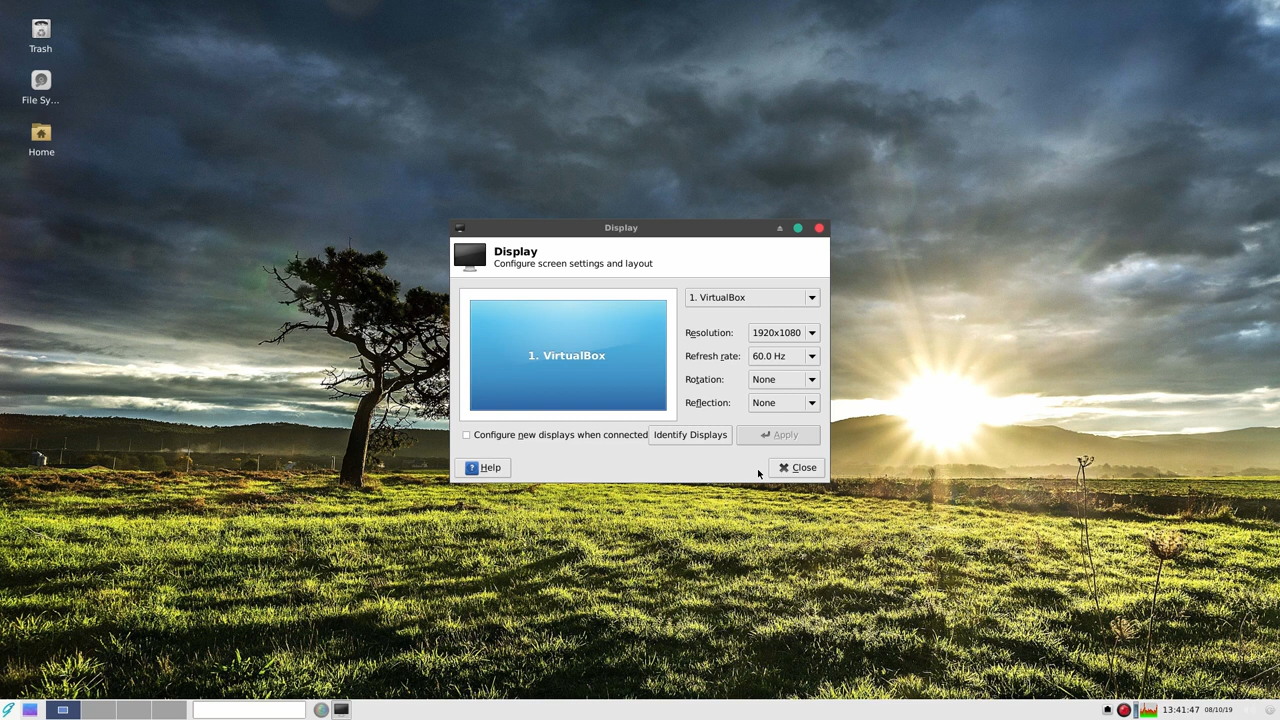 Trash
File Sy...
Home
Display
Display
Configure screen settings and layout
1. VirtualBox
1. VirtualBox
Resolution: 1920x1080
Refresh rate: 60.0 Hz
Rotation: None
Reflection: None
Configure new displays when connected
Identify Displays
Apply
Help
Close
13:41:47 08/10/19